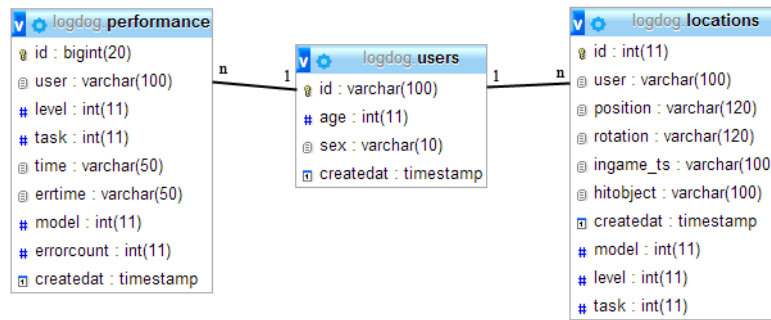 v logdog.performance
id : bigint(20)
user : varchar(100)
# level : int(11)
# task : int(11)
time : varchar(50)
errtime : varchar(50)
# model : int(11)
# errorcount : int(11)
createdat : timestamp
n
1
v logdog.users
id : varchar(100)
# age : int(11)
sex : varchar(10)
createdat : timestamp
1
n
v logdog.locations
id : int(11)
user : varchar(100)
position : varchar(120)
rotation : varchar(120)
ingame_ts : varchar(100
hitobject : varchar(100)
createdat : timestamp
# model : int(11)
# level : int(11)
# task : int(11)